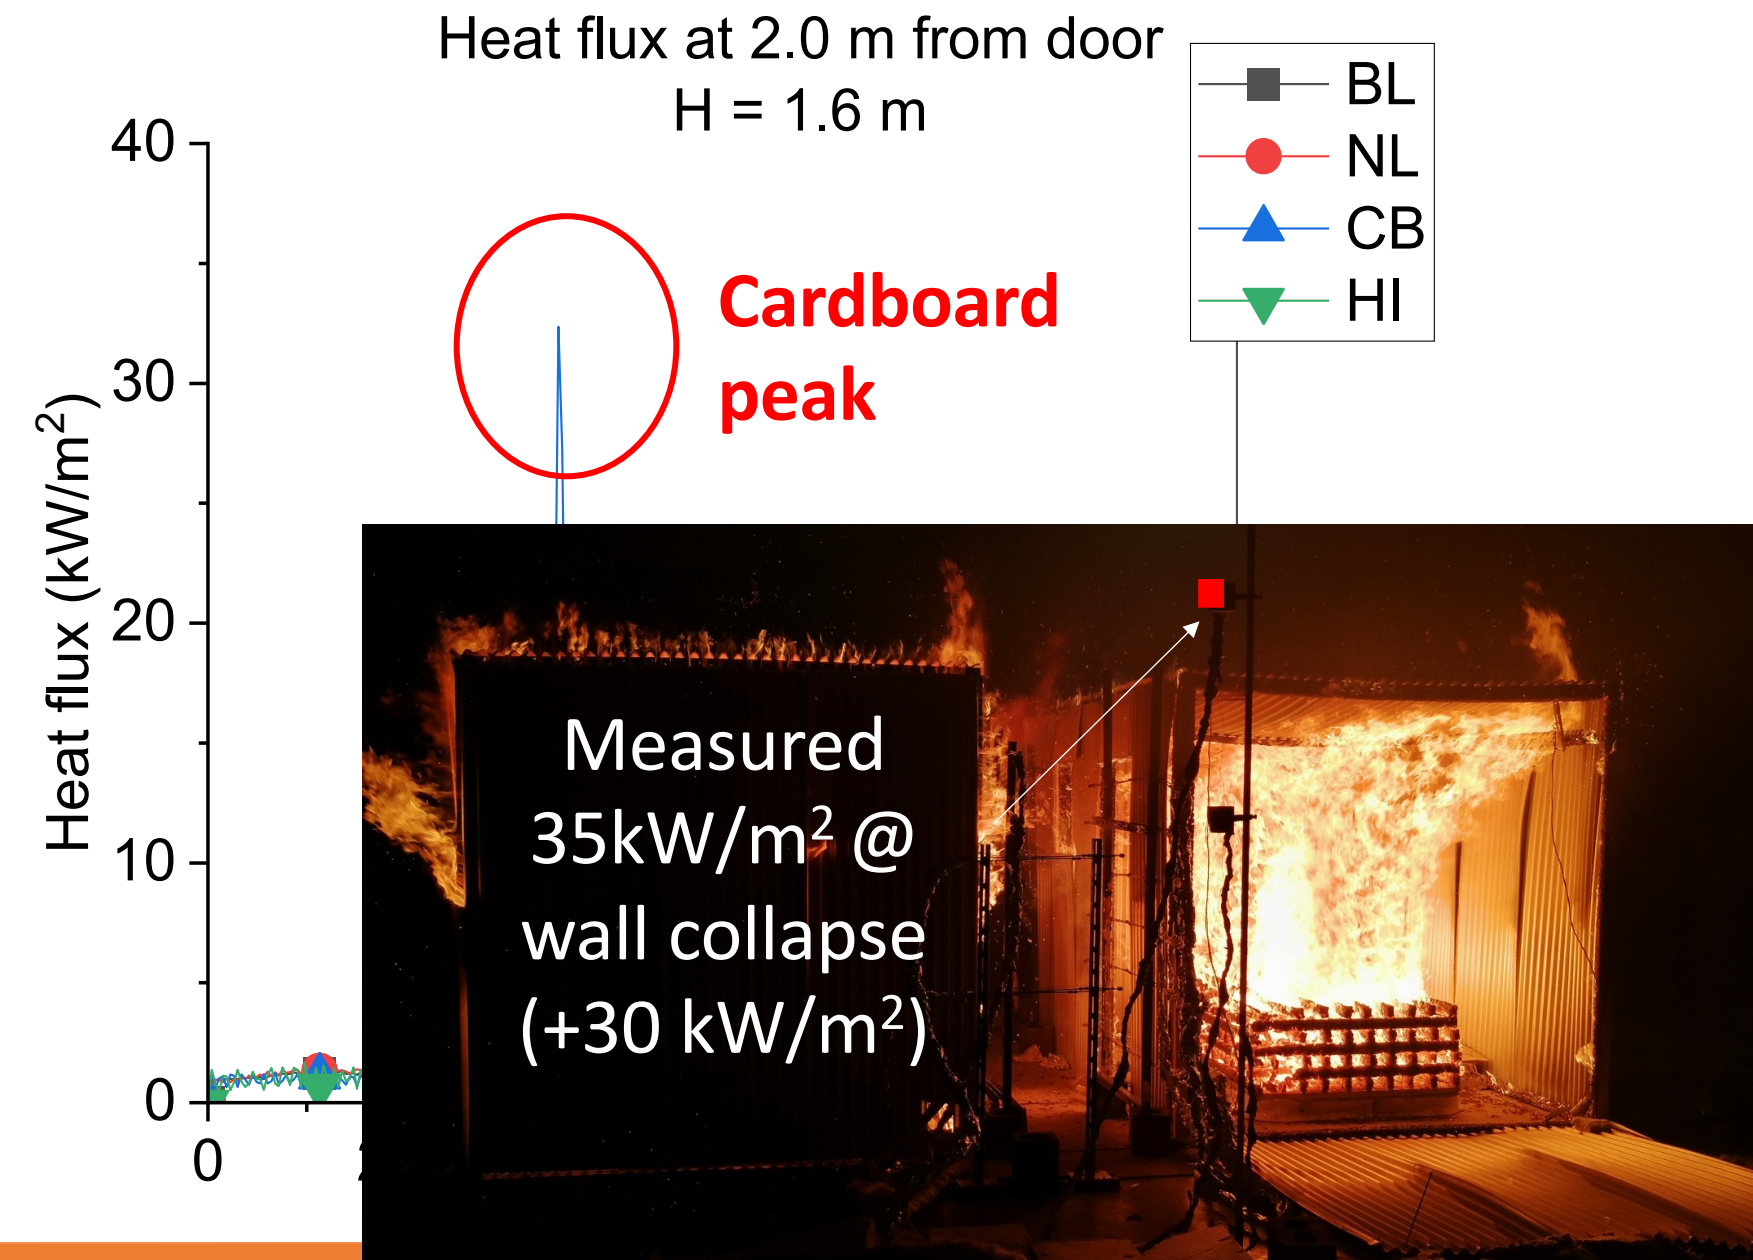 Heat flux at 2.0 m from door
H = 1.6 m
BL
NL
CB
HI
40
30
20
10
0
Heat flux (kW/m²)
Cardboard
peak
Measured
35kW/m² @
wall collapse
(+30 kW/m²)
0